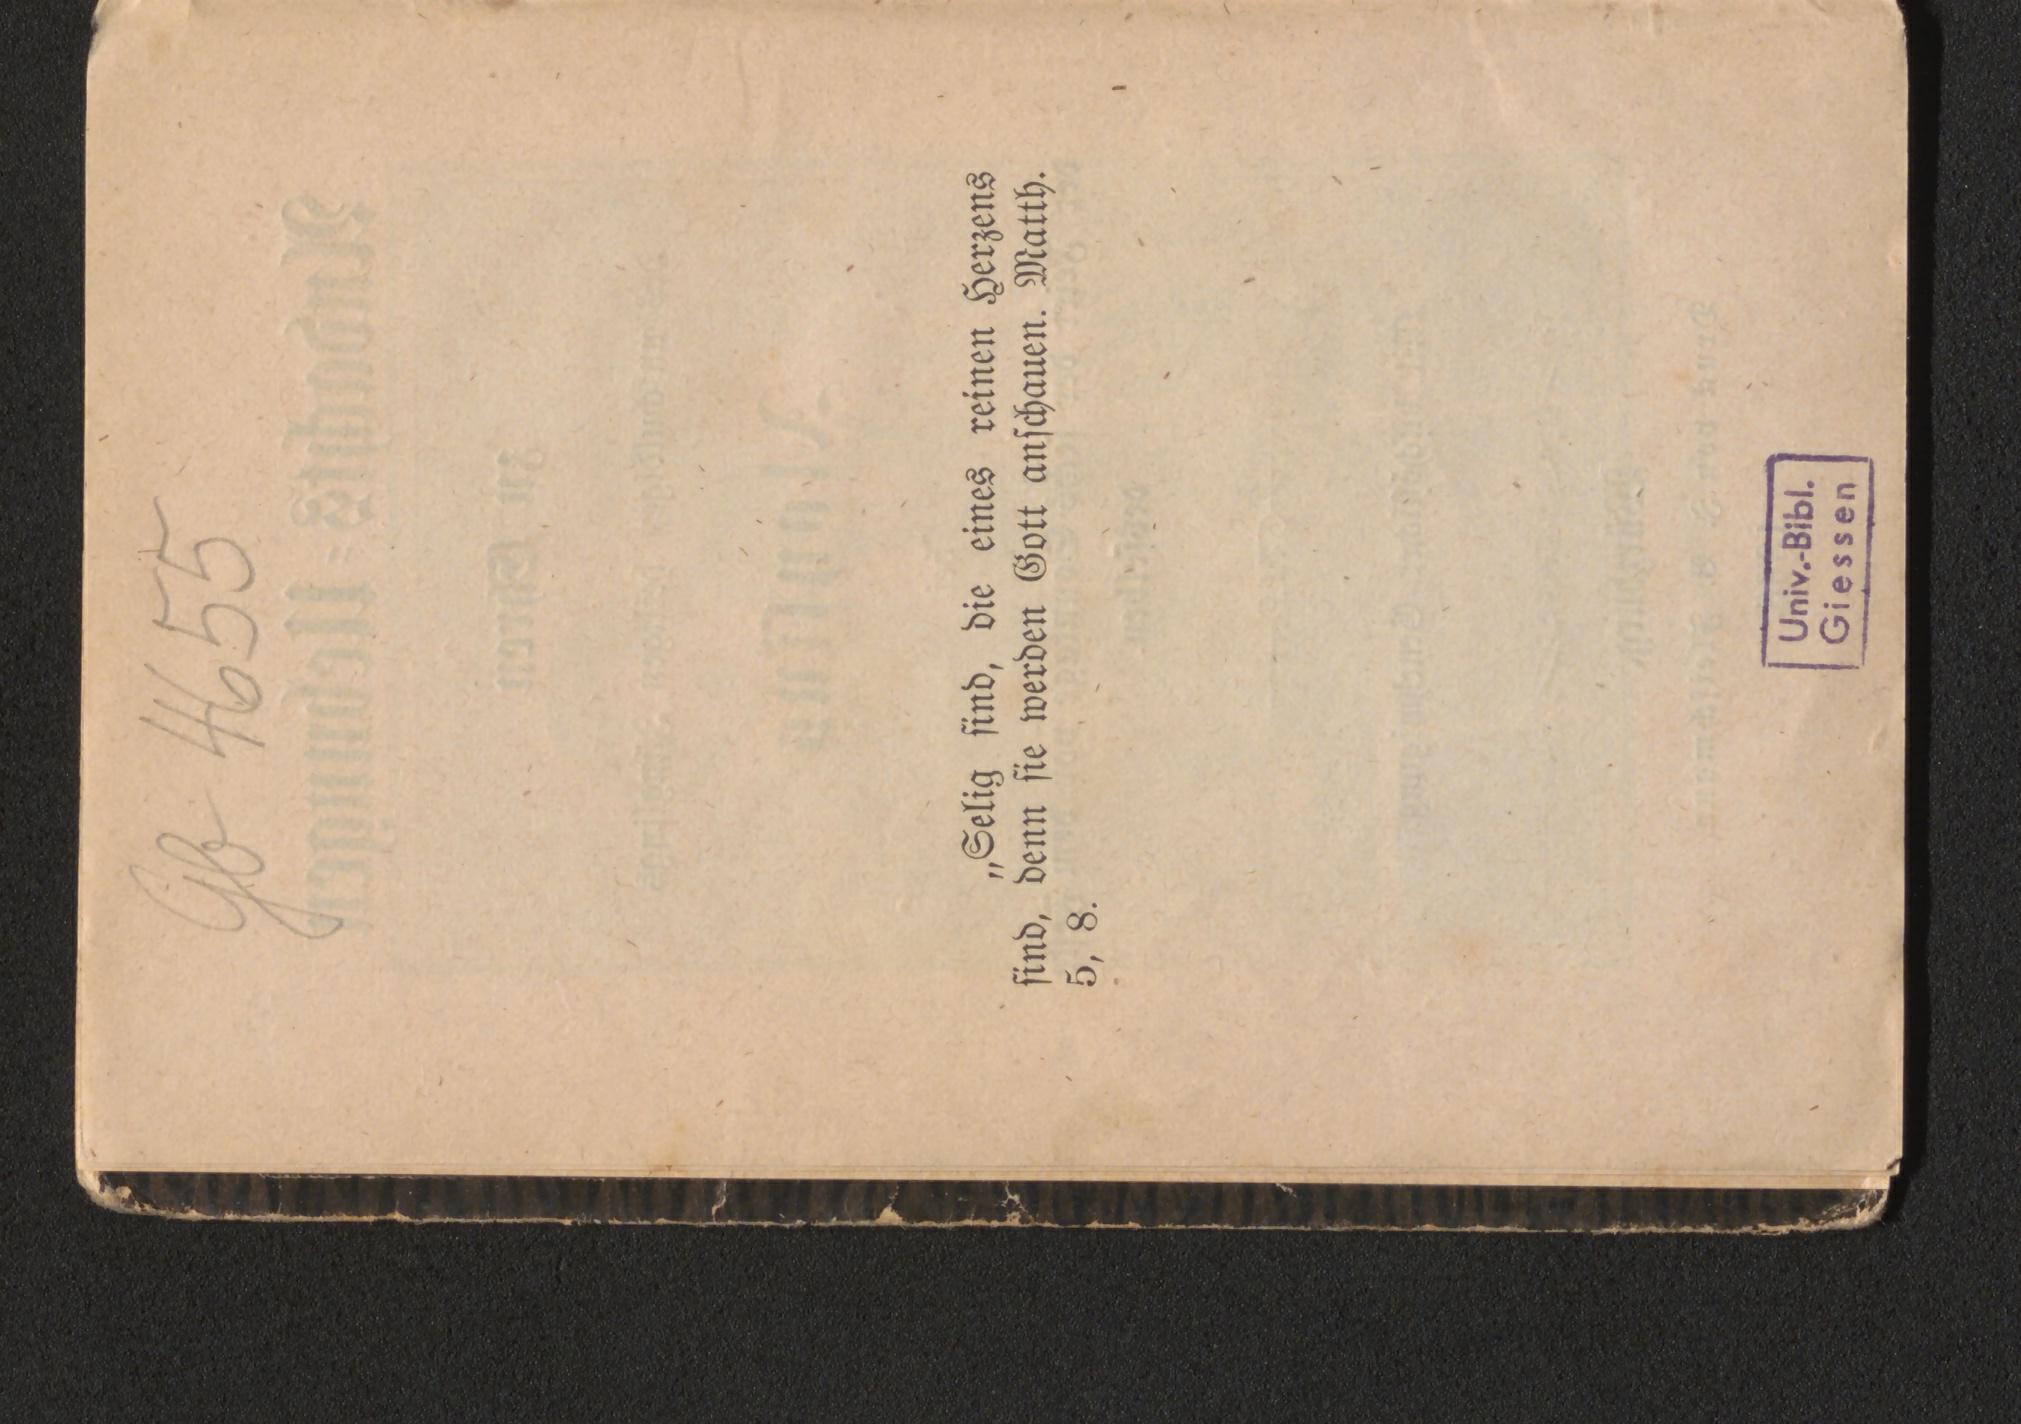 Gb 4655
„Selig sind, die eines reinen Herzens
sind, denn sie werden Gott anschauen. Matth.
5, 8.
Univ.-Bibl.
Giessen